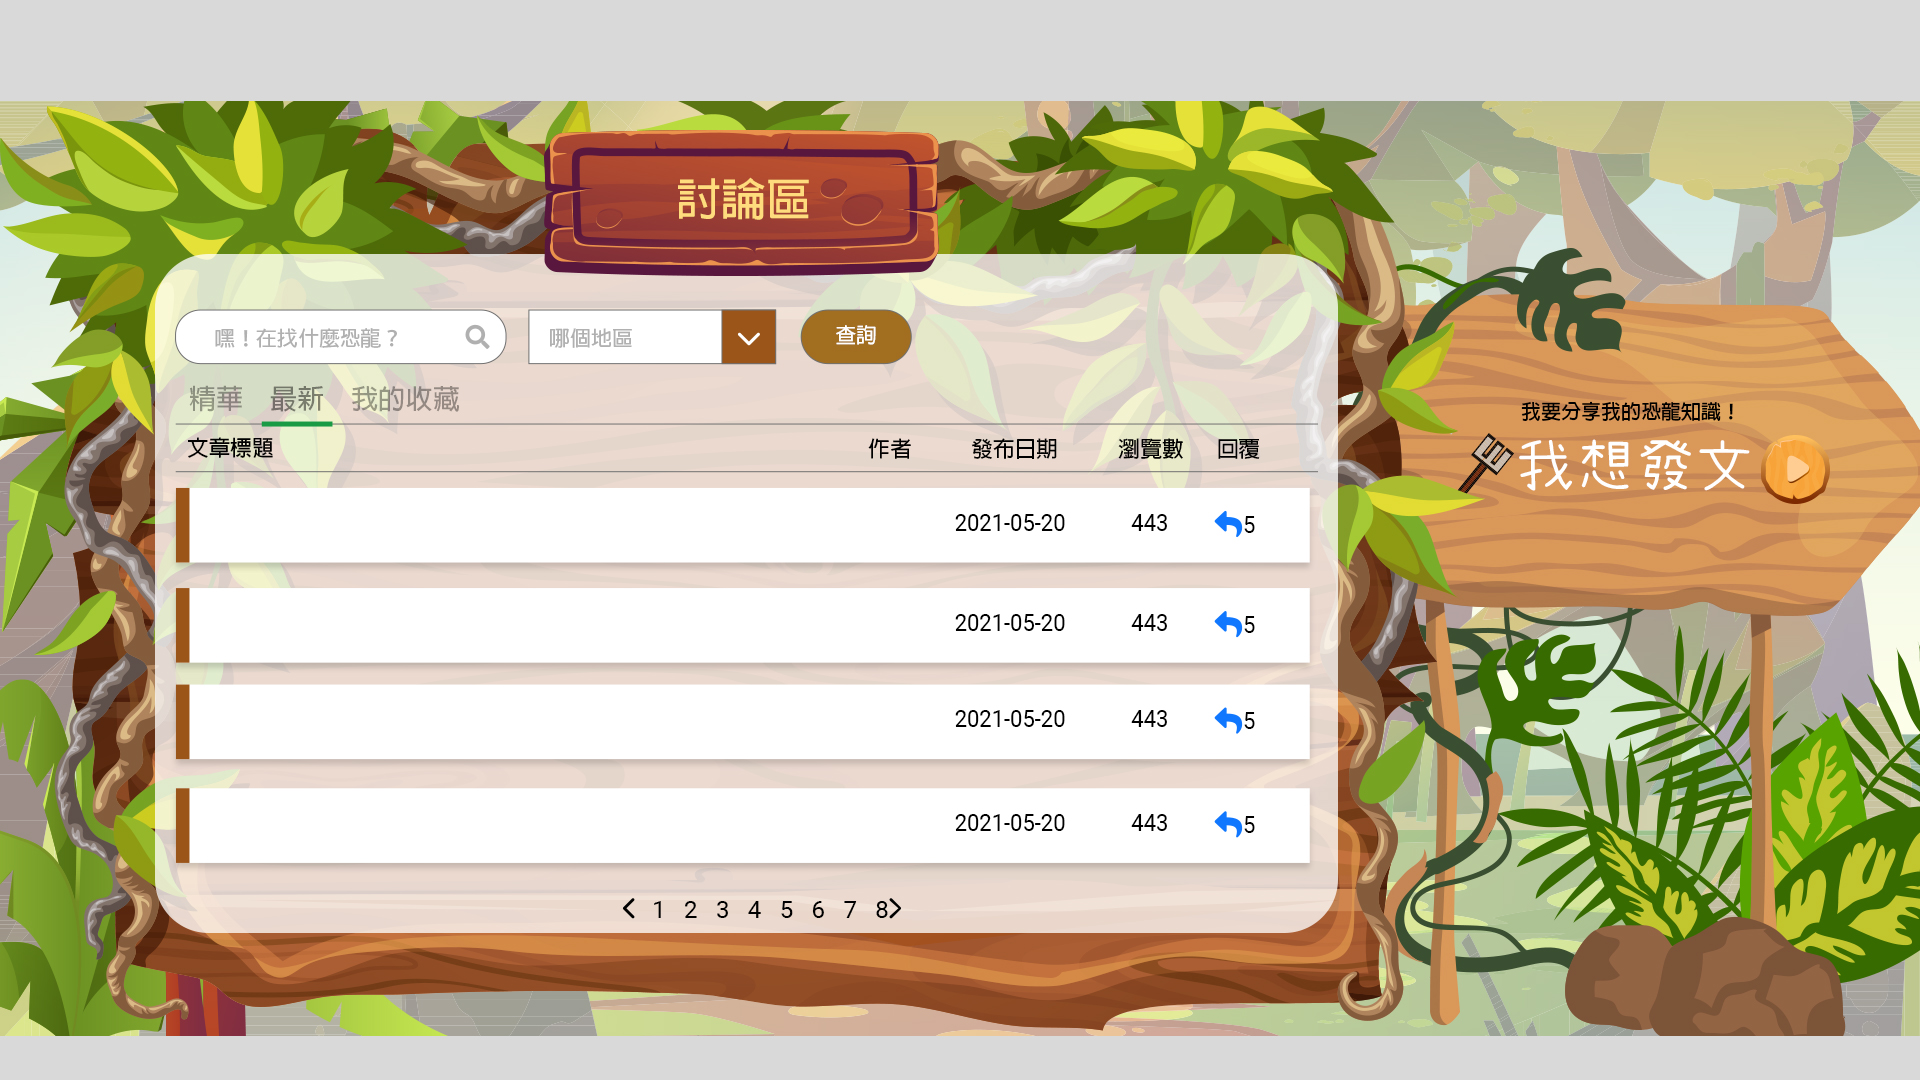 討論區
嘿！在找什麼恐龍？ 哪個地區 查詢
精華 最新 我的收藏
文章標題 作者 發布日期 瀏覽數 回覆
2021-05-20 443 5
2021-05-20 443 5
2021-05-20 443 5
2021-05-20 443 5
1 2 3 4 5 6 7 8
我要分享我的恐龍知識！
我想發文